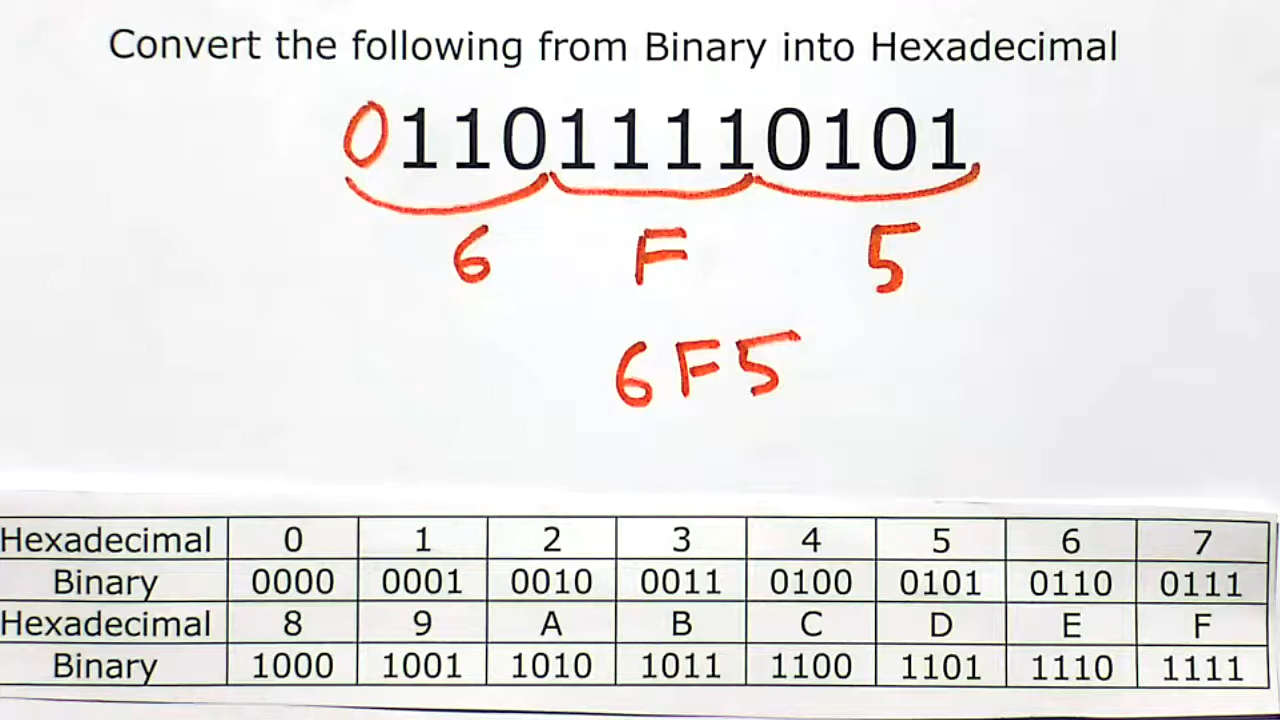 Convert the following from Binary into Hexadecimal
011011110101
6 F 5
6F5
Hexadecimal 0 1 2 3 4 5 6 7
Binary 0000 0001 0010 0011 0100 0101 0110 0111
Hexadecimal 8 9 A B C D E F
Binary 1000 1001 1010 1011 1100 1101 1110 1111